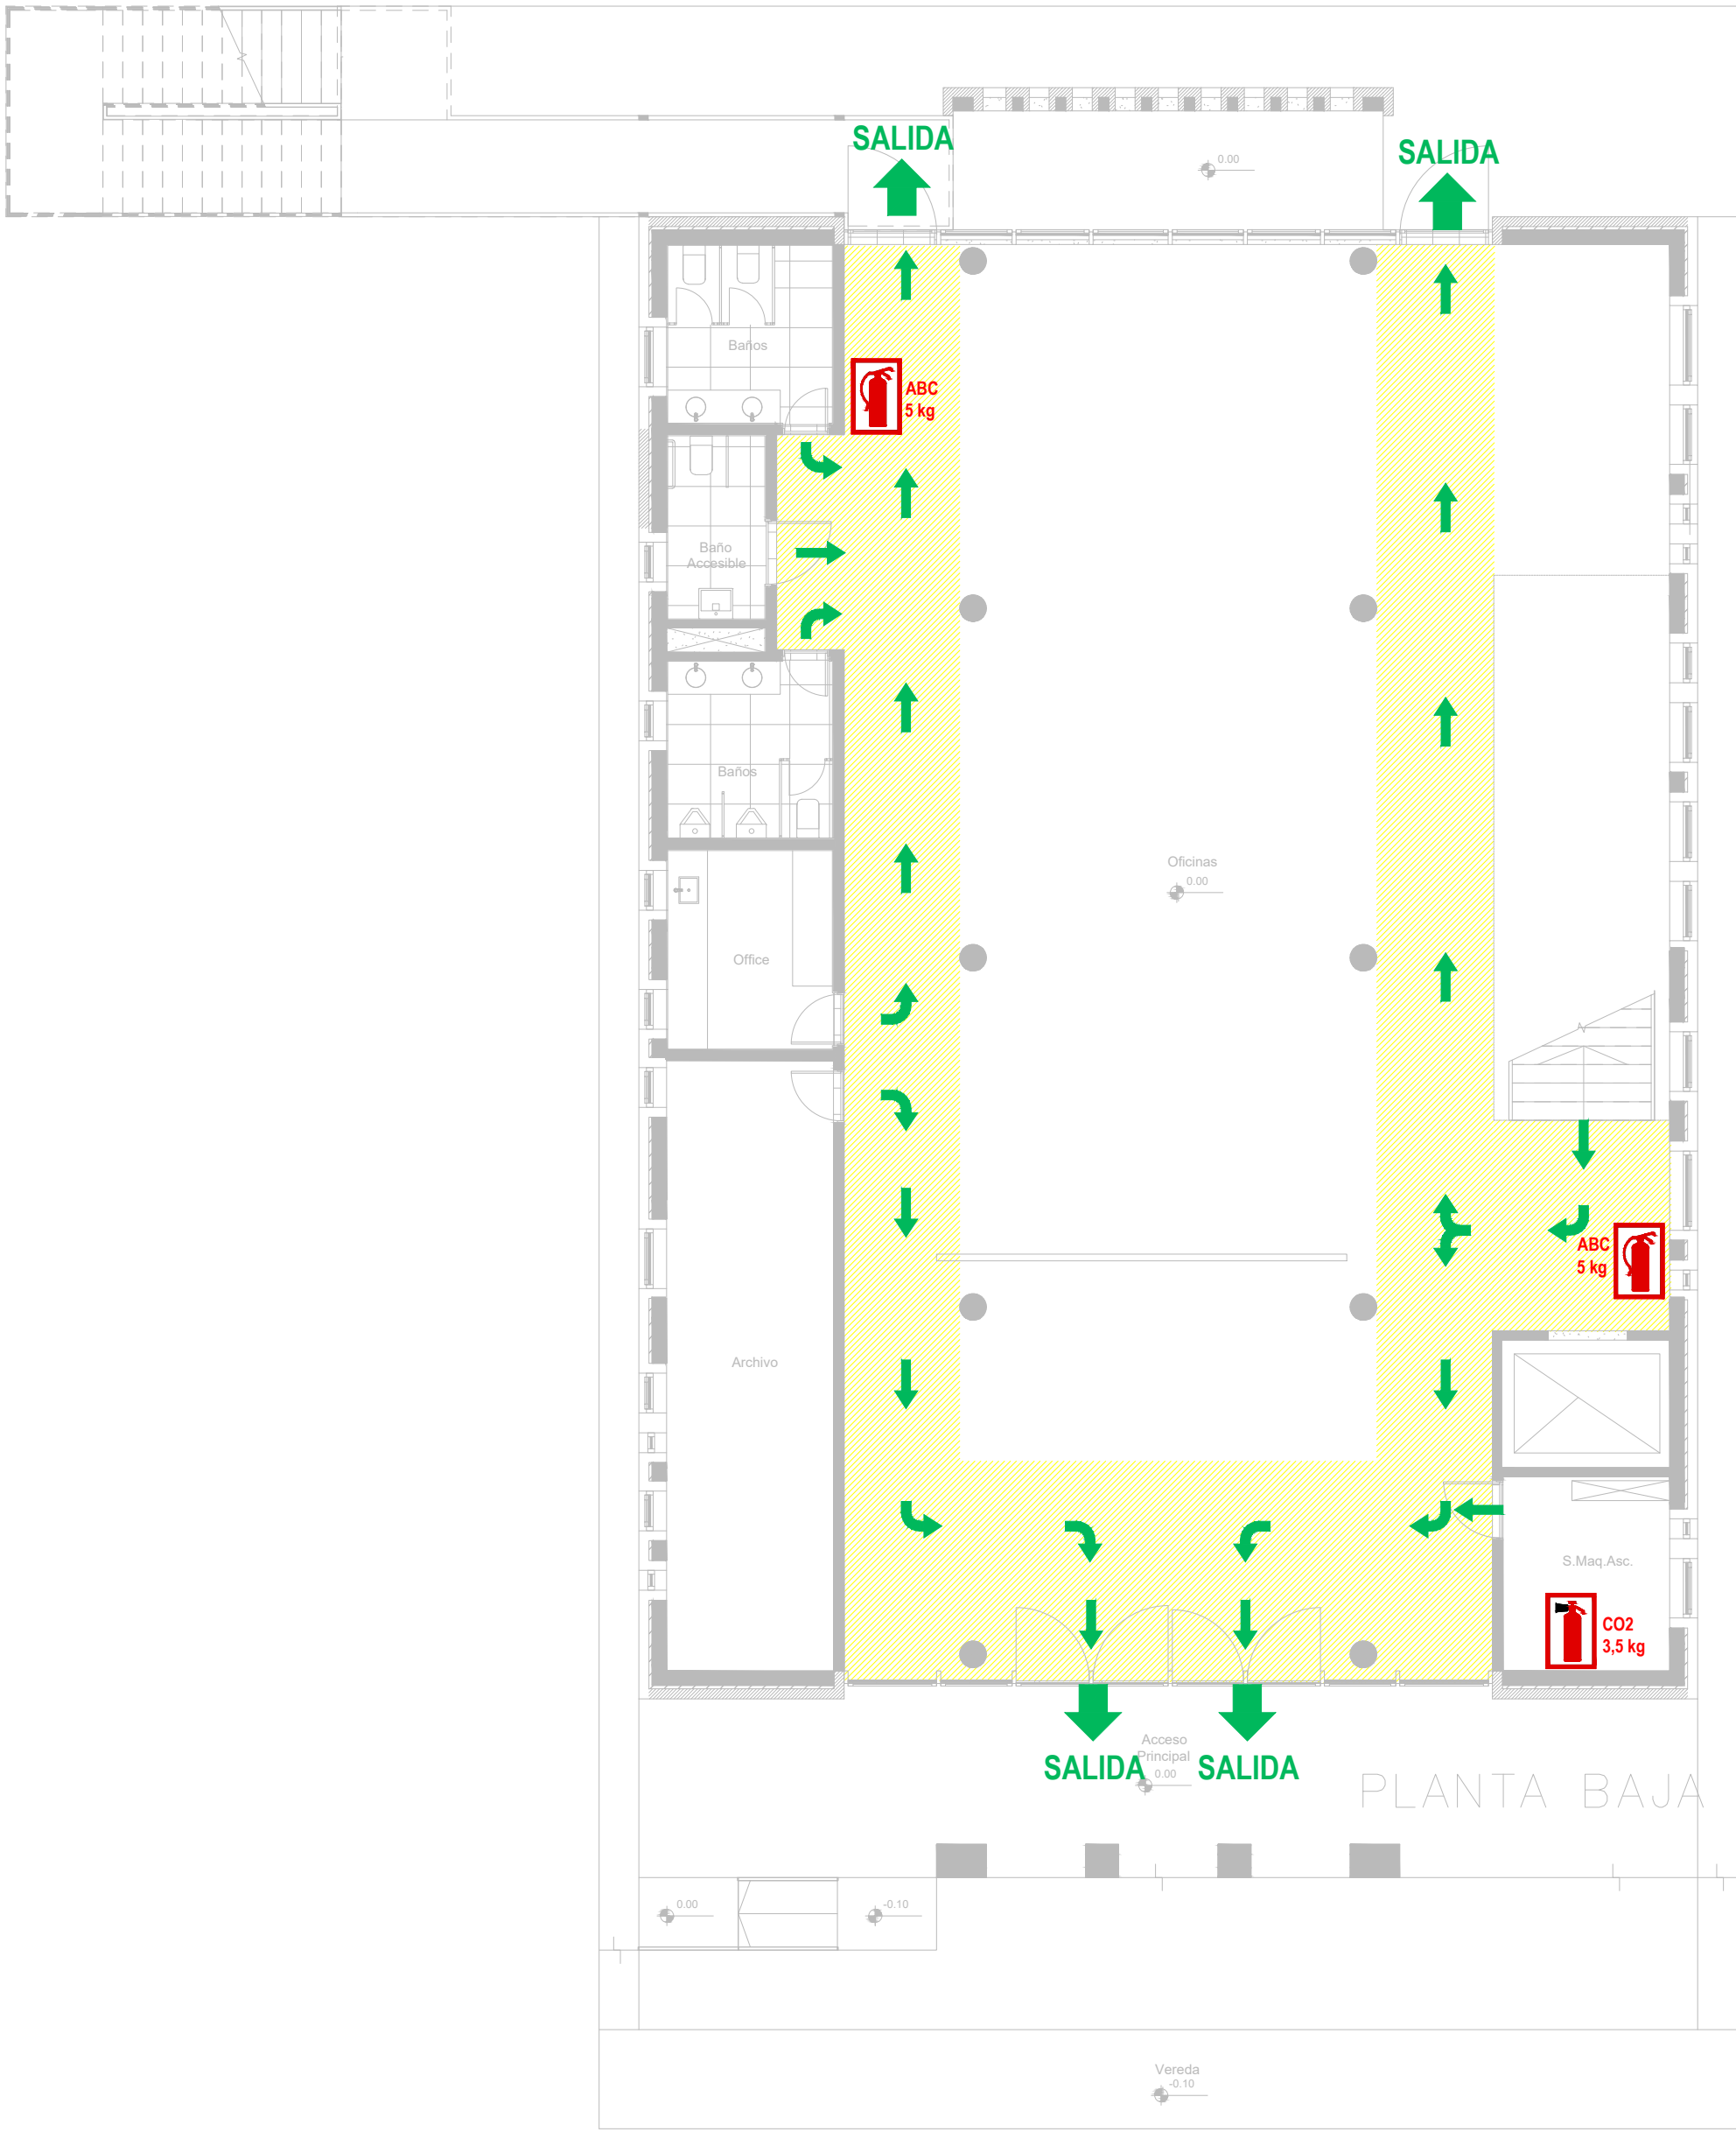 SALIDA
SALIDA
0.00
Baños
ABC
5 kg
Baño
Accesible
Baños
Oficinas
0.00
Office
ABC
5 kg
Archivo
S.Maq.Asc.
CO2
3,5 kg
Acceso
Principal
0.00
SALIDA
SALIDA
PLANTA BAJA
0.00
-0.10
Vereda
-0.10